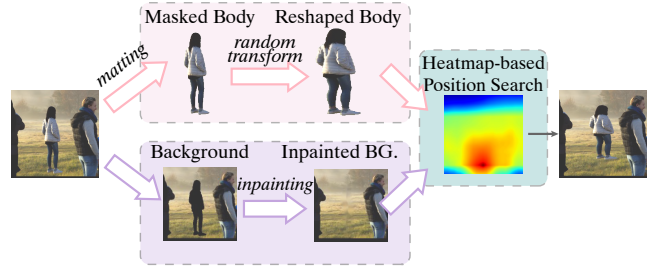 Masked Body
Reshaped Body
matting
random
transform
Heatmap-based
Position Search
Background
Inpainted BG.
inpainting